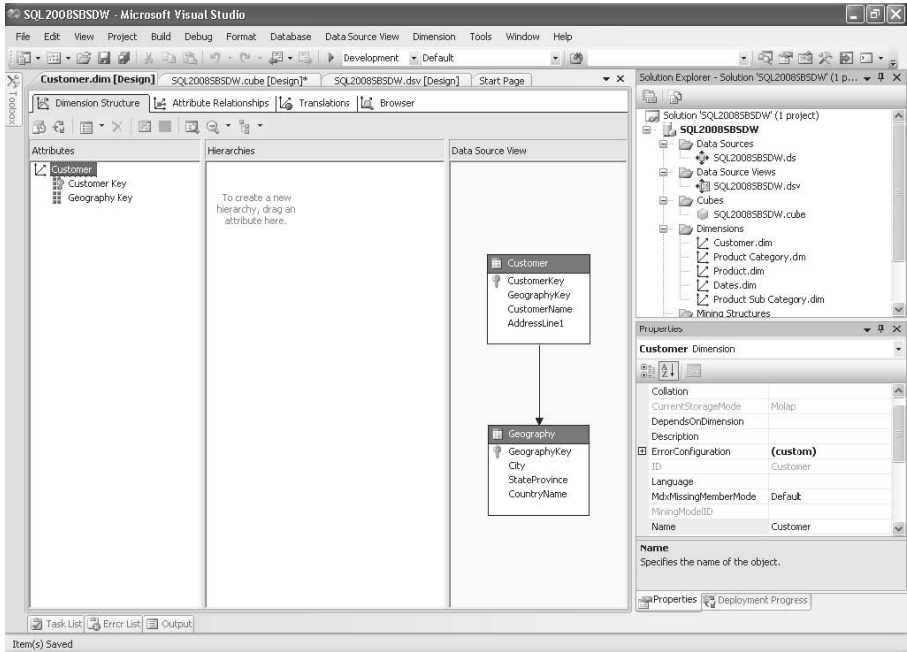 SQL2008SBSDW - Microsoft Visual Studio
File Edit View Project Build Debug Format Database Data Source View Dimension Tools Window Help
Development Default
Toolbox
Customer.dim [Design] SQL2008SBSDW.cube [Design]* SQL2008SBSDW.dsv [Design] Start Page
Dimension Structure Attribute Relationships Translations Browser
Attributes
Customer
Customer Key
Geography Key
Hierarchies
To create a new
hierarchy, drag an
attribute here.
Data Source View
Customer
CustomerKey
GeographyKey
CustomerName
AddressLine1
Geography
GeographyKey
City
StateProvince
CountryName
Solution Explorer - Solution 'SQL2008SBSDW' (1 p...
Solution 'SQL2008SBSDW' (1 project)
SQL2008SBSDW
Data Sources
SQL2008SBSDW.ds
Data Source Views
SQL2008SBSDW.dsv
Cubes
SQL2008SBSDW.cube
Dimensions
Customer.dim
Product Category.dim
Product.dim
Dates.dim
Product Sub Category.dim
Mining Structures
Properties
Customer Dimension
Collation
CurrentStorageMode Molap
DependsOnDimension
Description
ErrorConfiguration (custom)
ID Customer
Language
MdxMissingMemberMode Default
MiningModelID
Name Customer
Name
Specifies the name of the object.
Properties Deployment Progress
Task List Error List Output
Item(s) Saved